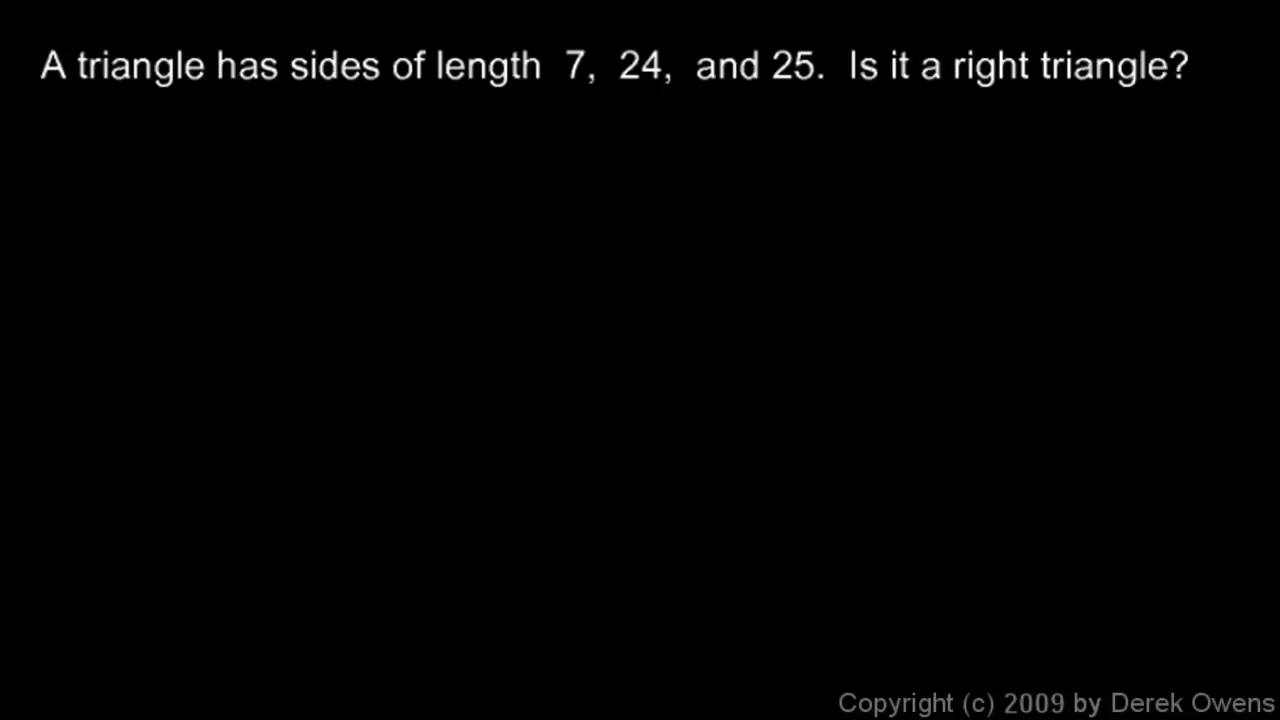 A triangle has sides of length 7, 24, and 25. Is it a right triangle?
Copyright (c) 2009 by Derek Owens